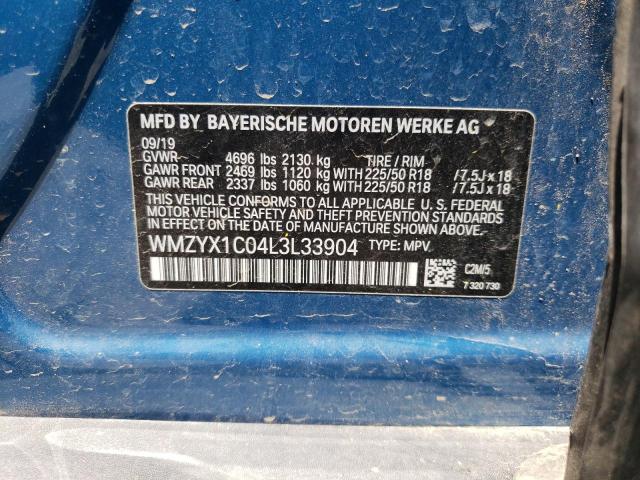 MFD BY BAYERISCHE MOTOREN WERKE AG
09/19
GVWR 4696 lbs 2130 kg TIRE / RIM
GAWR FRONT 2469 lbs 1120 kg WITH 225/50 R18 /7.5J x 18
GAWR REAR 2337 lbs 1060 kg WITH 225/50 R18 /7.5J x 18
THIS VEHICLE CONFORMS TO ALL APPLICABLE U. S. FEDERAL
MOTOR VEHICLE SAFETY AND THEFT PREVENTION STANDARDS
IN EFFECT ON THE DATE OF MANUFACTURE SHOWN ABOVE.
WMZYX1C04L3L33904 TYPE: MPV
C2MI/5
7 320 730